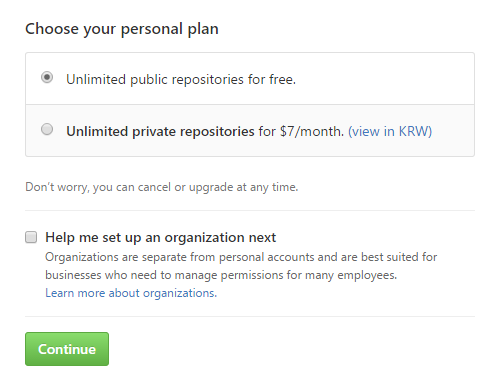 Choose your personal plan
Unlimited public repositories for free.
Unlimited private repositories for $7/month. (view in KRW)
Don't worry, you can cancel or upgrade at any time.
Help me set up an organization next
Organizations are separate from personal accounts and are best suited for
businesses who need to manage permissions for many employees.
Learn more about organizations.
Continue